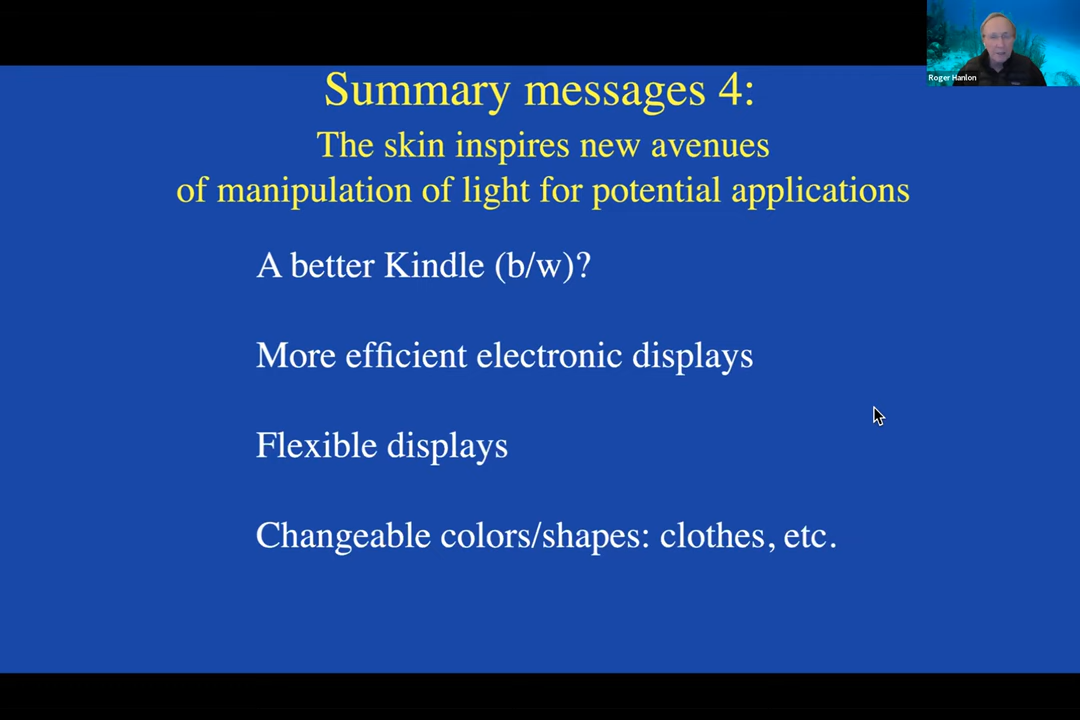 Roger Hanlon
Summary messages 4:
The skin inspires new avenues
of manipulation of light for potential applications
A better Kindle (b/w)?
More efficient electronic displays
Flexible displays
Changeable colors/shapes: clothes, etc.